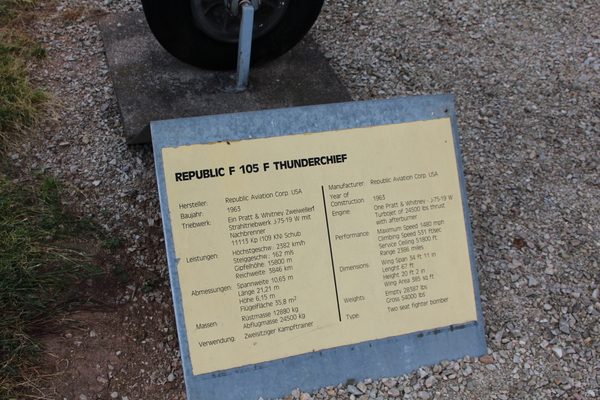 REPUBLIC F 105 F THUNDERCHIEF
Hersteller: Republic Aviation Corp. USA
Baujahr: 1963
Triebwerk: Ein Pratt & Whitney Zweiwellen
Strahltriebwerk J-75-19 W mit
Nachbrenner
11113 Kp (109 KN) Schub
Leistungen: Höchstgeschw.: 2382 km/h
Steiggeschw.: 162 m/s
Gipfelhöhe: 15800 m
Reichweite: 3846 km
Abmessungen: Spannweite 10,65 m
Länge 21,21 m
Höhe 6,15 m
Flügelfläche 35,8 m²
Massen Rüstmasse 12880 kg
Abflugmasse 24500 kg
Verwendung: Zweisitziger Kampftrainer
Manufacturer: Republic Aviation Corp. USA
Year of
Construction 1963
Engine One Pratt & Whitney : J-75-19 W
Turbojet of 24500 lbs thrust
with afterburner
Performance Maximum Speed 1480 mph
Climbing Speed 531 ft/sec
Service Ceiling 51800 ft
Range 2386 miles
Dimensions: Wing Span 34 ft 11 in
Lenght 67 ft
Height 20 ft 2 in
Wing Area 385 sq ft
Weights: Empty 28387 lbs
Gross 54000 lbs
Type: Two seat fighter bomber